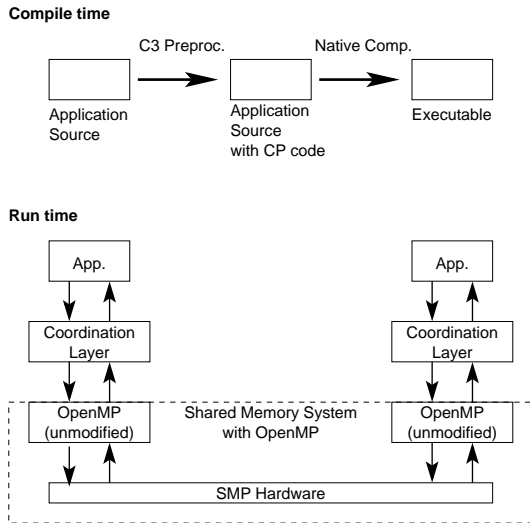 Compile time
C3 Preproc.
Native Comp.
Application
Source
Application
Source
with CP code
Executable
Run time
App.
App.
Coordination
Layer
Coordination
Layer
OpenMP
(unmodified)
Shared Memory System
with OpenMP
OpenMP
(unmodified)
SMP Hardware